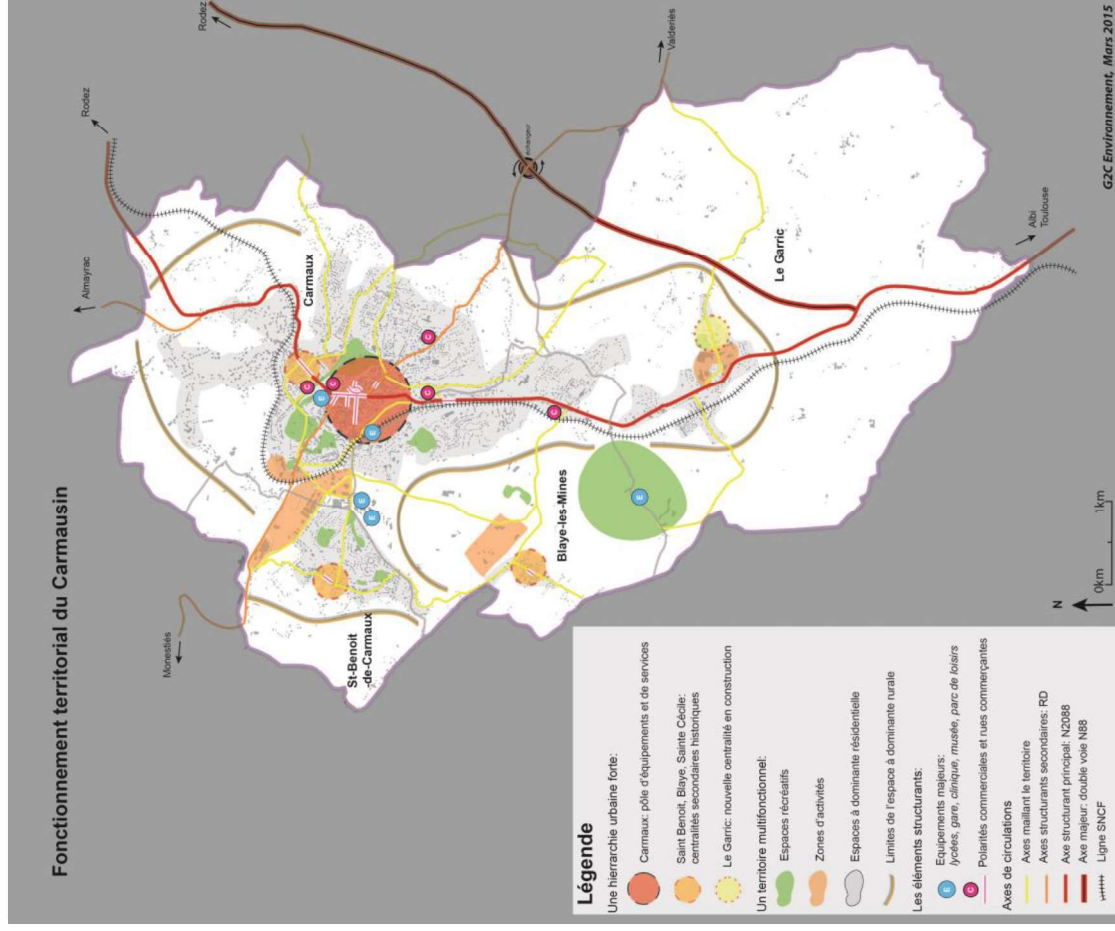 Fonctionnement territorial du Carmausin
Rodez
Rodez
Almayrac
Monestiés
Valderiès
échangeur
Carmaux
St-Benoit
-de-Carmaux
Blaye-les-Mines
Le Garric
Albi
Toulouse
E
E
E
E
E
C
C
C
C
C
N
0km
1km
Légende
Une hierrarchie urbaine forte:
Carmaux: pôle d'équipements et de services
Saint Benoit, Blaye, Sainte Cécile:
centralités secondaires historiques
Le Garric: nouvelle centralité en construction
Un territoire multifonctionnel:
Espaces récréatifs
Zones d'activités
Espaces à dominante résidentielle
Limites de l'espace à dominante rurale
Les éléments structurants:
E Equipements majeurs:
lycées, gare, clinique, musée, parc de loisirs
C Polarités commerciales et rues commerçantes
Axes de circulations
Axes maillant le territoire
Axes structurants secondaires: RD
Axe structurant principal: N2088
Axe majeur: double voie N88
Ligne SNCF
G2C Environnement, Mars 2015